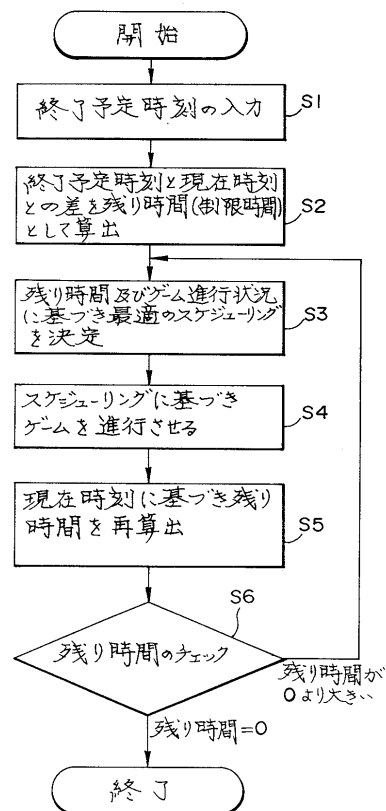 開始
終了予定時刻の入力
S1
終了予定時刻と現在時刻
との差を残り時間(制限時間)
として算出
S2
残り時間及びゲーム進行状況
に基づき最適のスケジューリング
を決定
S3
スケジューリングに基づき
ゲームを進行させる
S4
現在時刻に基づき残り
時間を再算出
S5
S6
残り時間のチェック
残り時間が
0より大きい
残り時間=0
終了